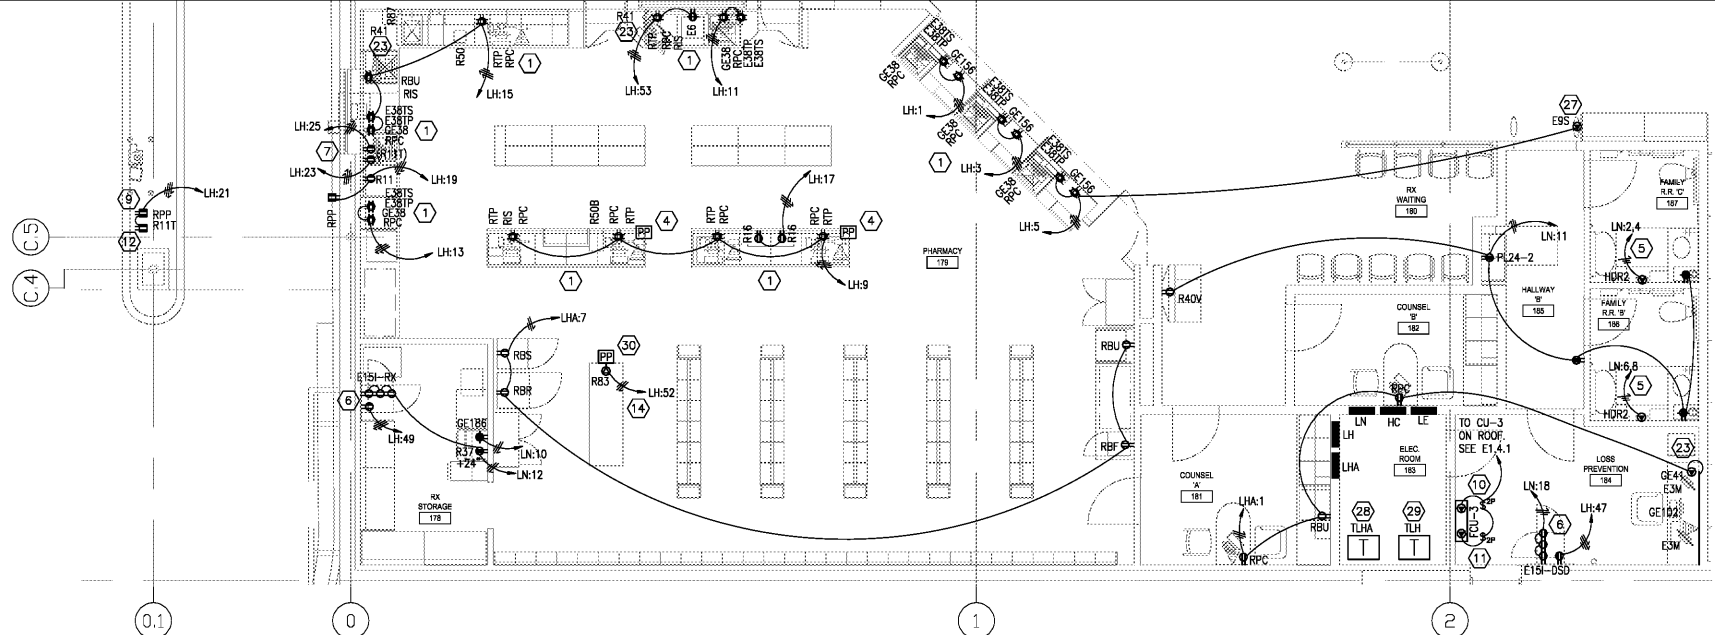 R87
R41
23
R50
RTP
RPC
1
RBU
RIS
LH:15
R41
23
RTP
RPC
RIS
E6
1
GE38
RPC
E38TP
E38TS
LH:53
LH:11
E38TS
E38TP
GE38
RPC
1
LH:25
7
(R11T)
LH:23
R11
LH:19
RPP
E38TS
E38TP
GE38
RPC
1
LH:13
9
RPP
R11T
12
LH:21
C.5
C.4
E38TS
E38TP
GE156
GE38
RPC
LH:1
E38TS
E38TP
GE156
GE38
RPC
LH:3
1
E38TS
E38TP
GE156
GE38
RPC
LH:5
LH:17
RTP
RIS
RPC
R50B
RPC
RTP
PP
4
RTP
RPC
R16
R16
RPC
RTP
PP
4
1
1
LH:9
PHARMACY
179
27
E9S
RX
WAITING
180
FAMILY
R.R. 'C'
187
LN:2,4
5
HDR2
LN:11
PL24-2
HALLWAY
'B'
185
FAMILY
R.R. 'B'
186
LN:6,8
5
HDR2
R40V
COUNSEL
'B'
182
RPC
LHA:7
RBS
RBR
PP
30
R83
LH:52
14
RBU
RBF
E15I-RX
6
LH:49
GE186
R37
+24"
LN:10
LN:12
RX
STORAGE
178
LN
HC
LE
LH
LHA
ELEC.
ROOM
183
TO CU-3
ON ROOF.
SEE E1.4.1
LOSS
PREVENTION
184
23
GE41
E3M
GE102
E3M
COUNSEL
'A'
181
LHA:1
RBU
RPC
28
TLHA
T
29
TLH
T
10
2P
FCU-3
2P
11
LN:18
6
LH:47
E15I-DSD
0.1
0
1
2